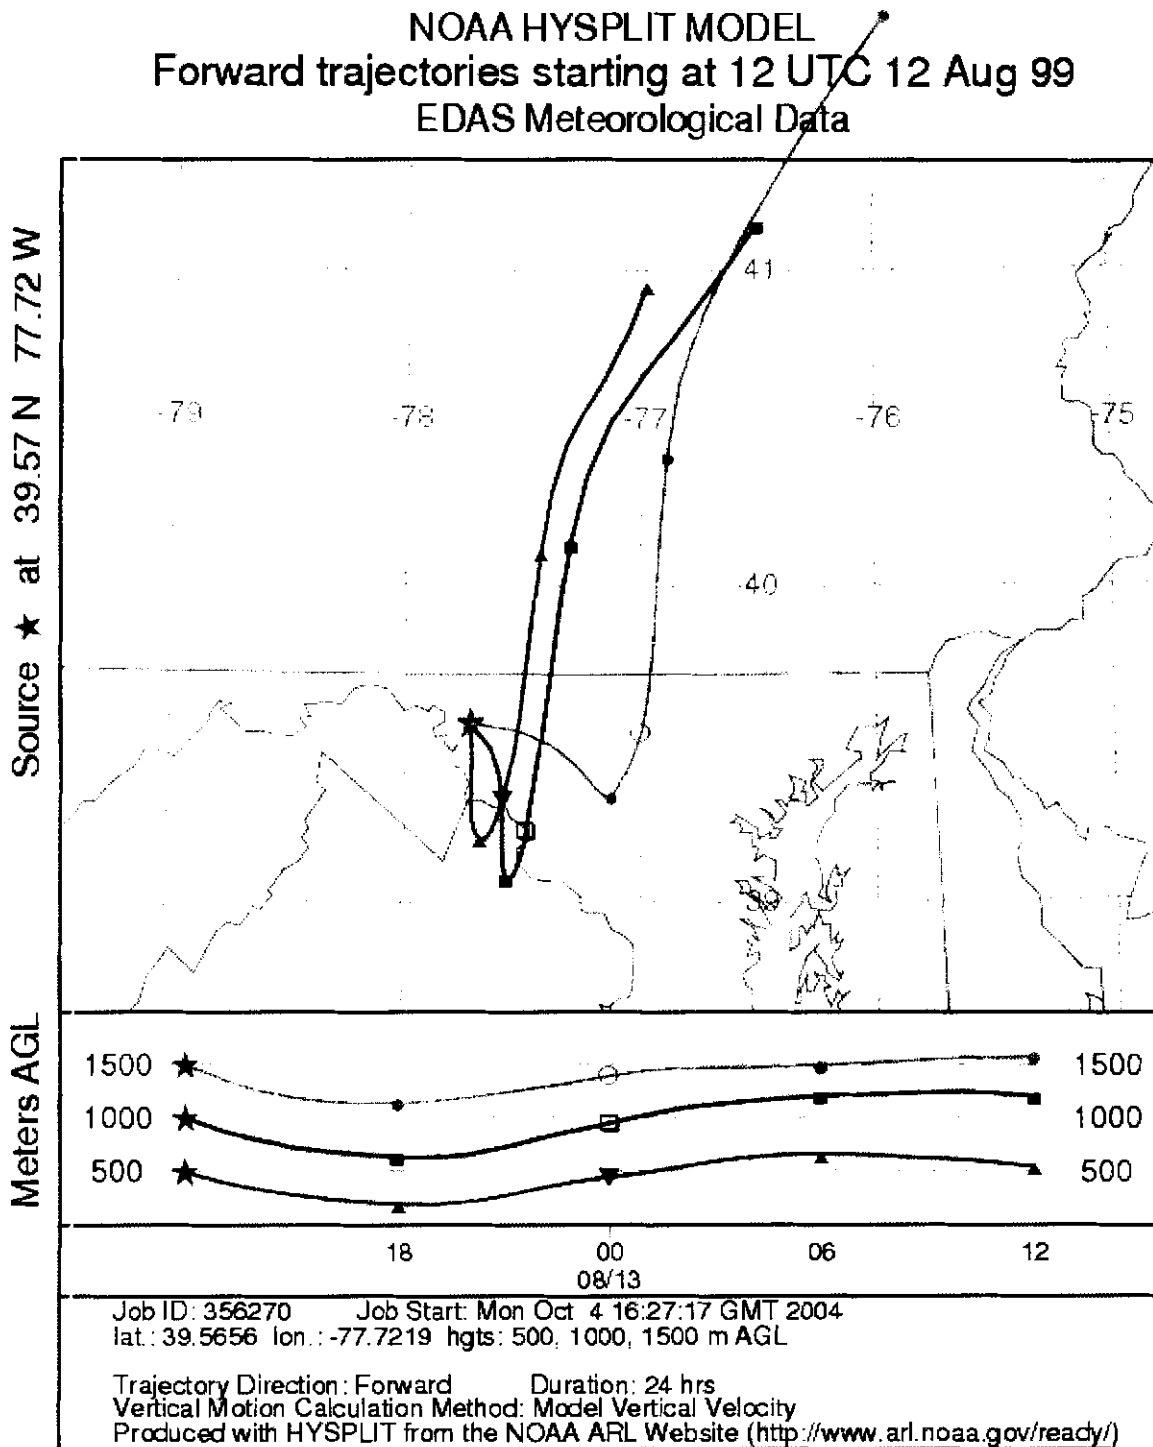 NOAA HYSPLIT MODEL
Forward trajectories starting at 12 UTC 12 Aug 99
EDAS Meteorological Data
Source ★ at 39.57 N 77.72 W
41
-79 -78 -77 -76 -75
40
39
Meters AGL
1500 1500
1000 1000
500 500
18 00 06 12
08/13
Job ID: 356270 Job Start: Mon Oct 4 16:27:17 GMT 2004
lat.: 39.5656 lon.: -77.7219 hgts: 500, 1000, 1500 m AGL
Trajectory Direction: Forward Duration: 24 hrs
Vertical Motion Calculation Method: Model Vertical Velocity
Produced with HYSPLIT from the NOAA ARL Website (http://www.arl.noaa.gov/ready/)